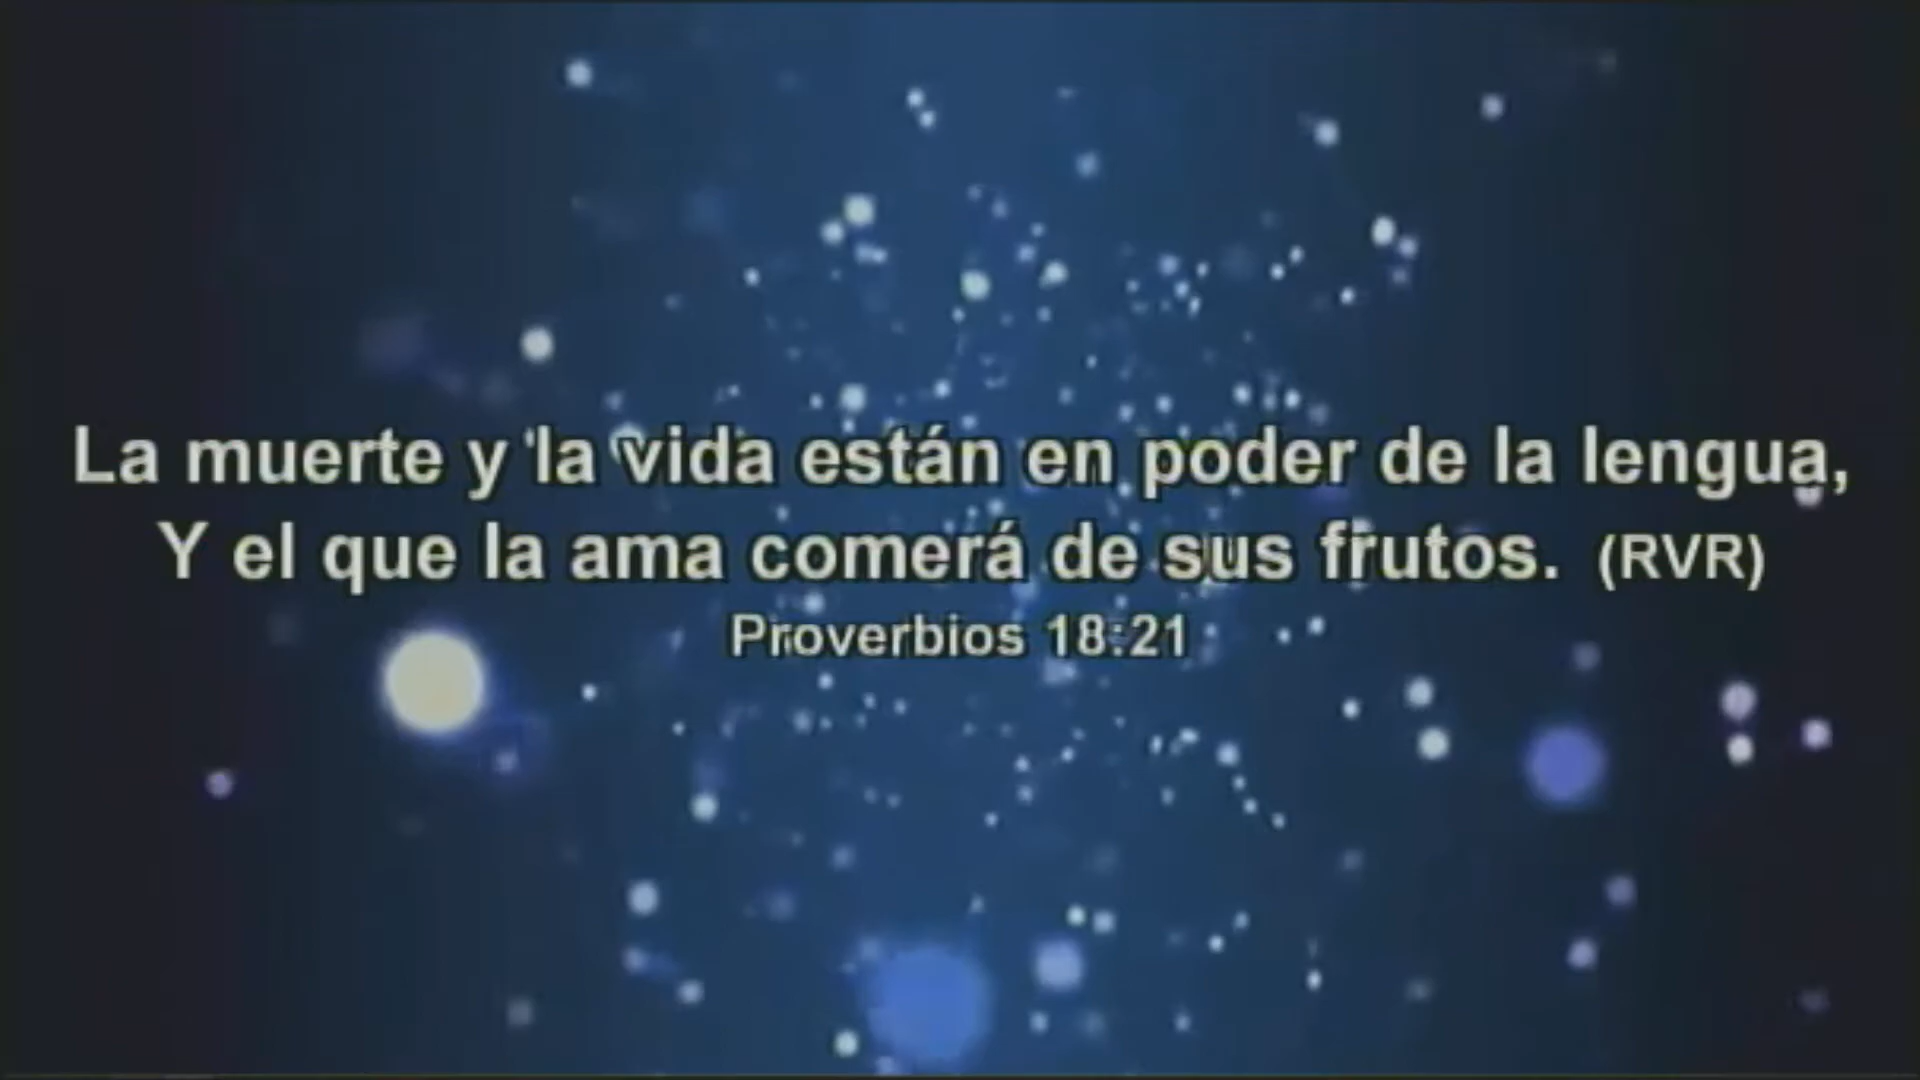 La muerte y la vida están en poder de la lengua,
Y el que la ama comerá de sus frutos. (RVR)
Proverbios 18:21